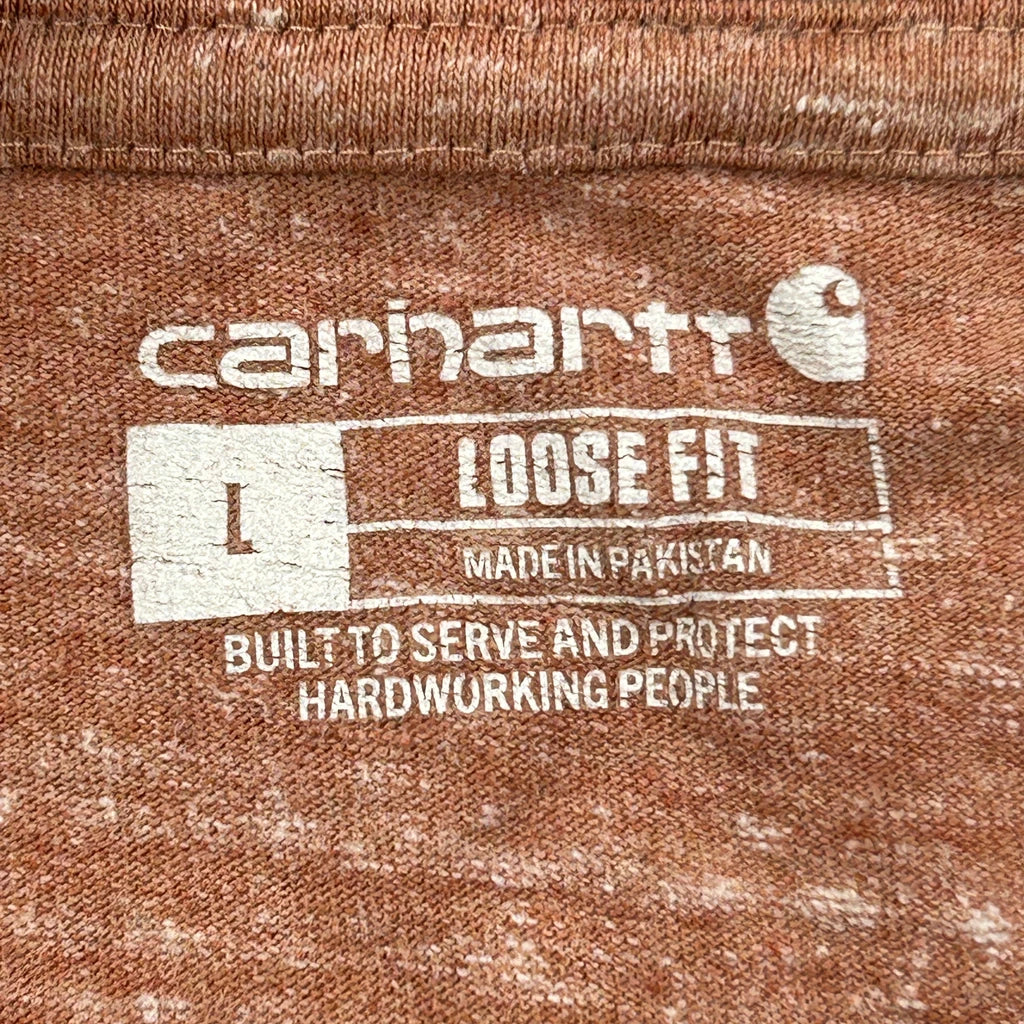 carhartt
L
LOOSE FIT
MADE IN PAKISTAN
BUILT TO SERVE AND PROTECT
HARDWORKING PEOPLE